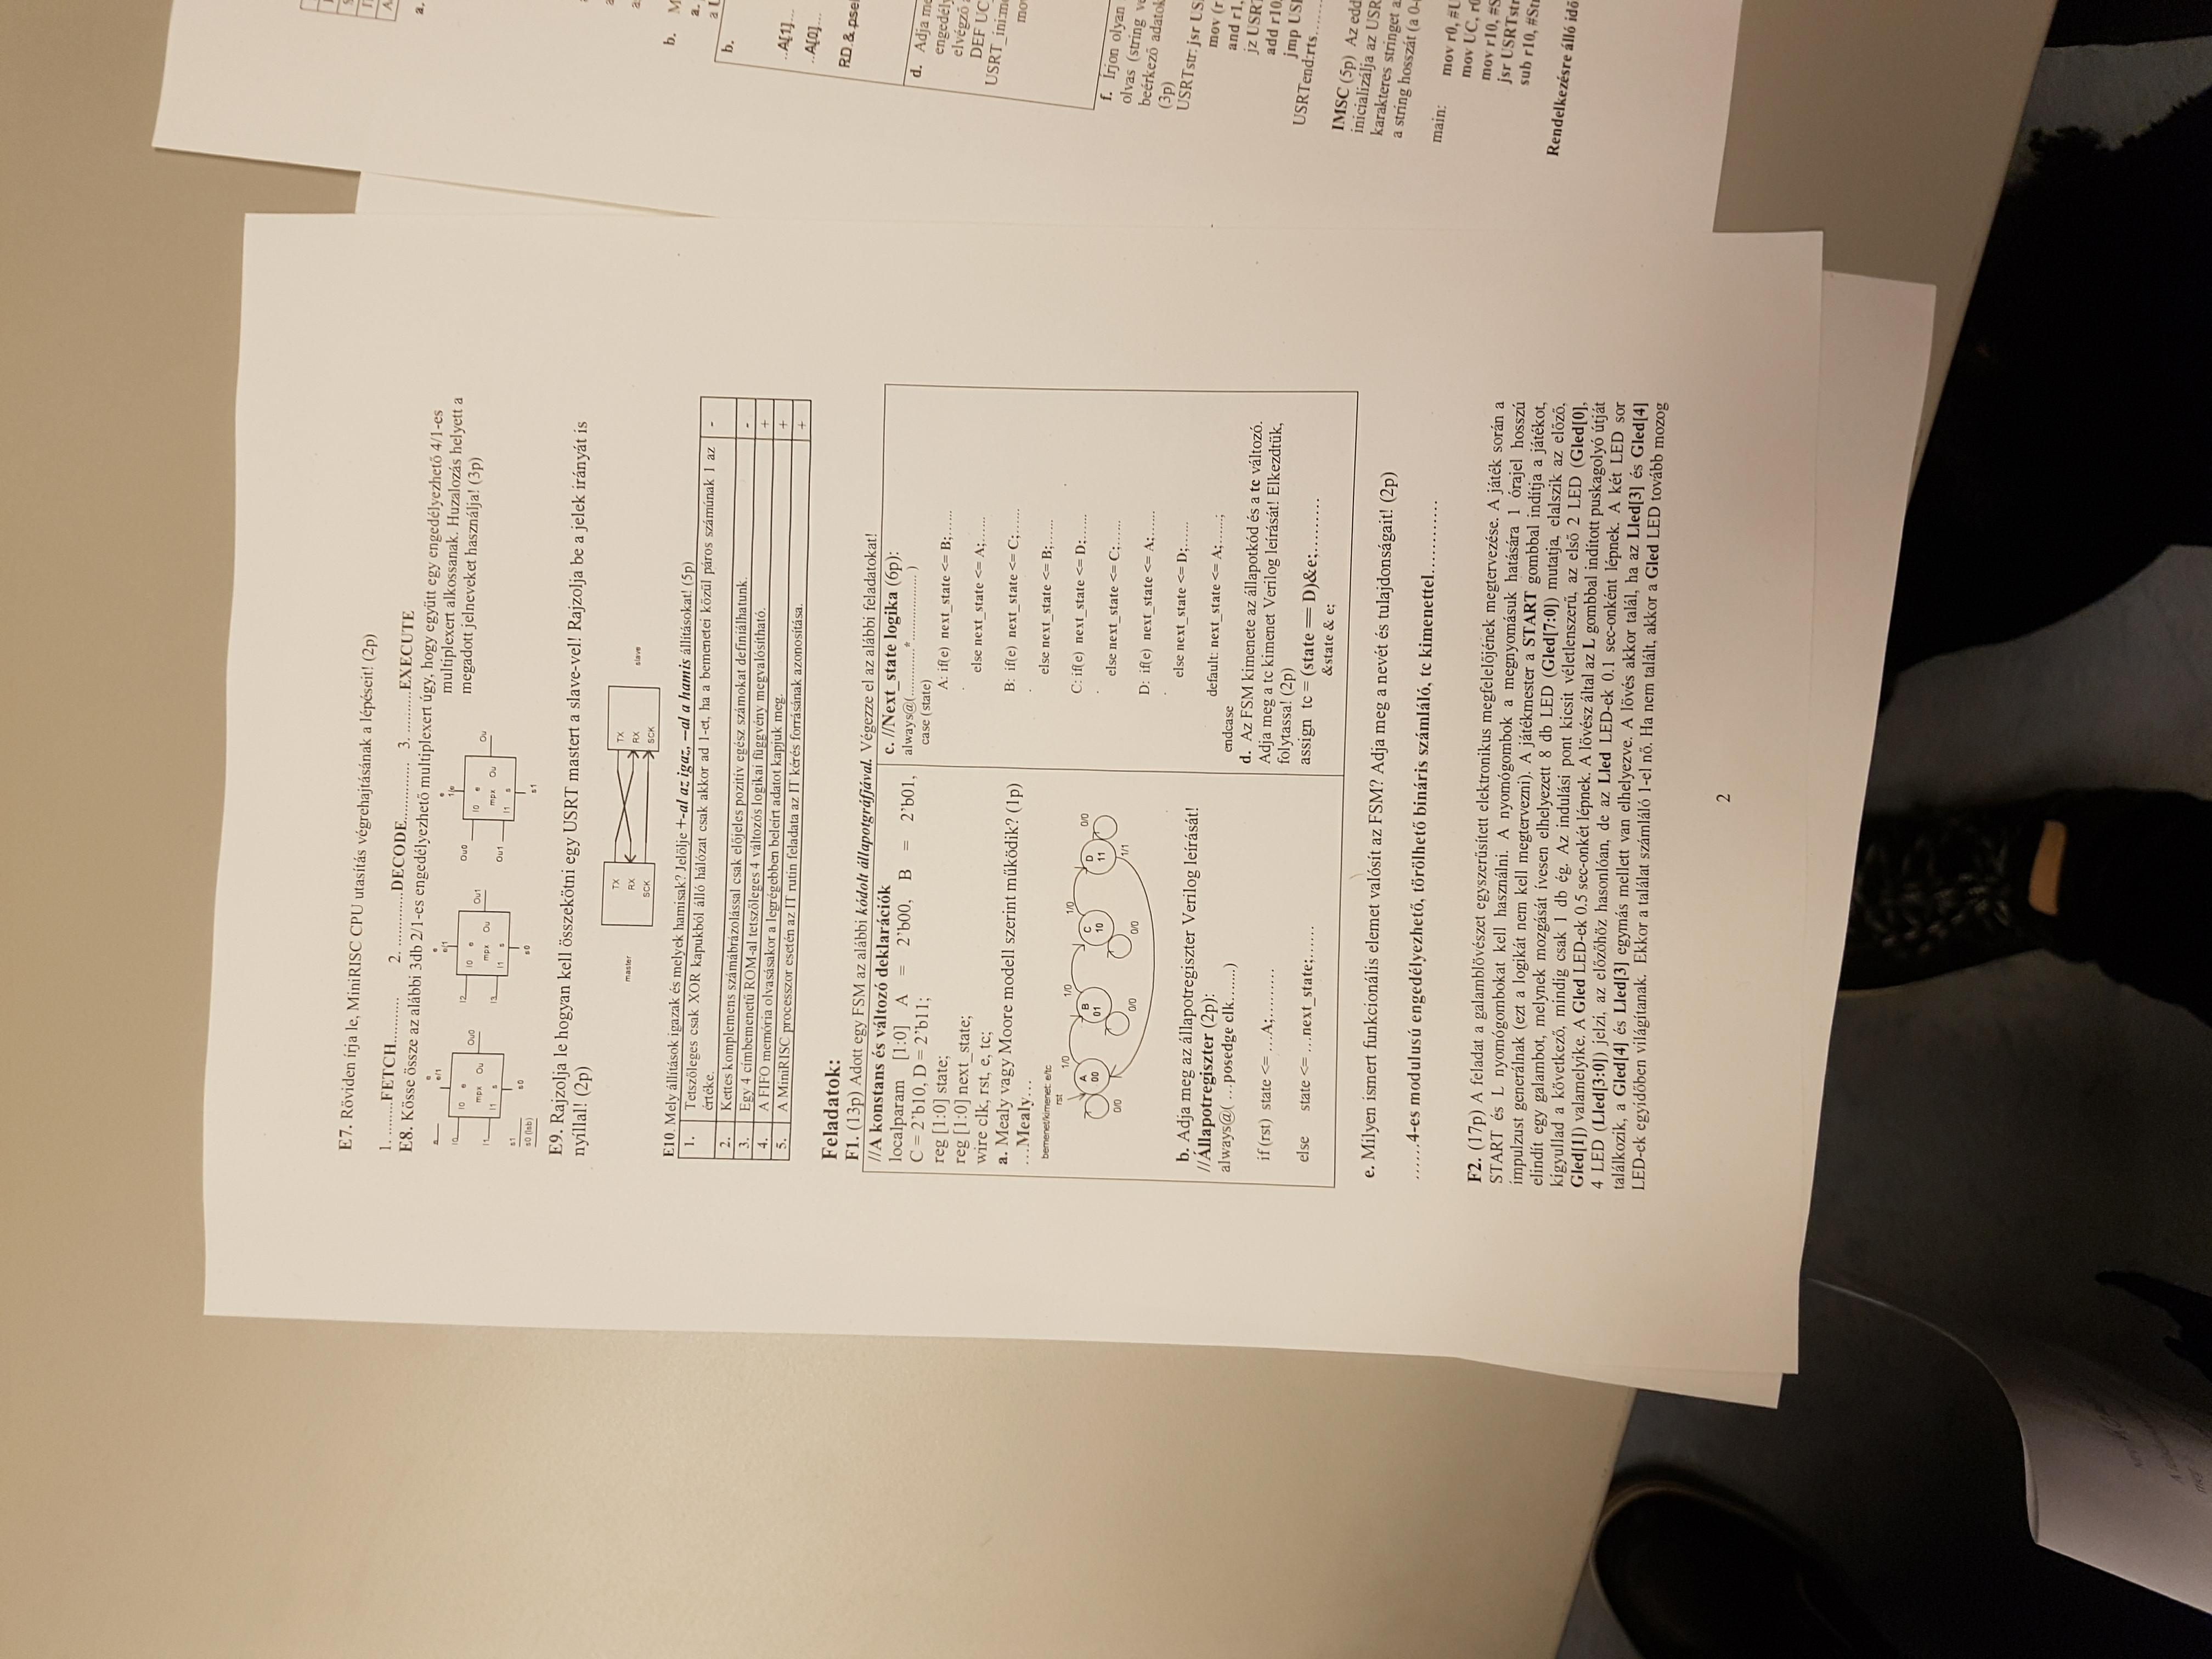 E7. Röviden írja le, MiniRISC CPU utasítás végrehajtásának a lépéseit! (2p)
1. ........FETCH........... 2. .............DECODE.............. 3. ..........EXECUTE
E8. Kösse össze az alábbi 3db 2/1-es engedélyezhető multiplexert úgy, hogy együtt egy engedélyezhető 4/1-es
multiplexert alkossanak. Huzalozás helyett a
megadott jelneveket használja! (3p)
e e/1 I0 I1 I0 e mpx Ou I1 s Ou0 s0
s1
s0 (lsb)
e e/1 I2 I3 I0 e mpx Ou I1 s Ou1 s0
e 1/e Ou0 Ou1 I0 e mpx Ou I1 s Ou s1
E9. Rajzolja le hogyan kell összekötni egy USRT mastert a slave-vel! Rajzolja be a jelek irányát is
nyíllal! (2p)
master TX RX SCK TX RX SCK slave
E10. Mely állítások igazak és melyek hamisak? Jelölje +-al az igaz, –al a hamis állításokat! (5p)
1. Tetszőleges csak XOR kapukból álló hálózat csak akkor ad 1-et, ha a bemenetei közül páros számúnak 1 az
értéke. -
2. Kettes komplemens számábrázolással csak előjeles pozitív egész számokat definiálhatunk. -
3. Egy 4 címbemenetű ROM-al tetszőleges 4 változós logikai függvény megvalósítható. +
4. A FIFO memória olvasásakor a legrégebben beleírt adatot kapjuk meg. +
5. A MiniRISC processzor esetén az IT rutin feladata az IT kérés forrásának azonosítása. +
Feladatok:
F1. (13p) Adott egy FSM az alábbi kódolt állapotgráfjával. Végezze el az alábbi feladatokat!
//A konstans és változó deklarációk
localparam [1:0] A = 2'b00, B = 2'b01,
C = 2'b10, D = 2'b11;
reg [1:0] state;
reg [1:0] next_state;
wire clk, rst, e, tc;
a. Mealy vagy Moore modell szerint működik? (1p)
…Mealy…
bemenet/kimenet: e/tc
rst
1/0 1/0 1/0
A 00 B 01 C 10 D 11 0/0
0/0 0/0 0/0 1/1
b. Adja meg az állapotregiszter Verilog leírását!
//Állapotregiszter (2p):
always@( …posedge clk…....)
if (rst) state <= …A;………
else state <= …next_state;……
c. //Next_state logika (6p):
always@(.............*.................. )
case (state)
A: if(e) next_state <= B;……
else next_state <= A;……
B: if(e) next_state <= C;……
else next_state <= B;……
C: if(e) next_state <= D;……
else next_state <= C;……
D: if(e) next_state <= A;……
else next_state <= D;……
default: next_state <= A;……;
endcase
d. Az FSM kimenete az állapotkód és a tc változó.
Adja meg a tc kimenet Verilog leírását! Elkezdtük,
folytassa! (2p)
assign tc = (state == D)&e;………
&state & e;
e. Milyen ismert funkcionális elemet valósít az FSM? Adja meg a nevét és tulajdonságait! (2p)
……4-es modulusú engedélyezhető, törölhető bináris számláló, tc kimenettel…………
F2. (17p) A feladat a galamblövészet egyszerűsített elektronikus megfelelőjének megtervezése. A játék során a
START és L nyomógombokat kell használni. A nyomógombok a megnyomásuk hatására 1 órajel hosszú
impulzust generálnak (ezt a logikát nem kell megtervezni). A játékmester a START gombbal indítja a játékot,
elindít egy galambot, melynek mozgását ívesen elhelyezett 8 db LED (Gled[7:0]) mutatja, elalszik az előző,
kigyullad a következő, mindig csak 1 db ég. Az indulási pont kicsit véletlenszerű, az első 2 LED (Gled[0],
Gled[1]) valamelyike. A Gled LED-ek 0.5 sec-onkét lépnek. A lövész által az L gombbal indított puskagolyó útját
4 LED (Lled[3:0]) jelzi, az előzőhöz hasonlóan, de az Lled LED-ek 0.1 sec-onként lépnek. A két LED sor
találkozik, a Gled[4] és Lled[3] egymás mellett van elhelyezve. A lövés akkor talál, ha az Lled[3] és Gled[4]
LED-ek egyidőben világítanak. Ekkor a találat számláló 1-el nő. Ha nem talált, akkor a Gled LED tovább mozog
2
a.
b.
a.
b.
..A[1]...
..A[0]...
d. Adja
engedély
elvégző
DEF UC
USRT_ini:
f. Írjon olyan
olvas (string
beérkező adatok
(3p)
USRTstr: jsr
mov
and r1,
jz
add r10,
jmp
USRTend:rts......
IMSC (5p) Az
inicializálja az
karakteres stringet
a string hosszát (a
main: mov r0,
mov UC,
mov r10,
jsr
sub r10,
Rendelkezésre álló